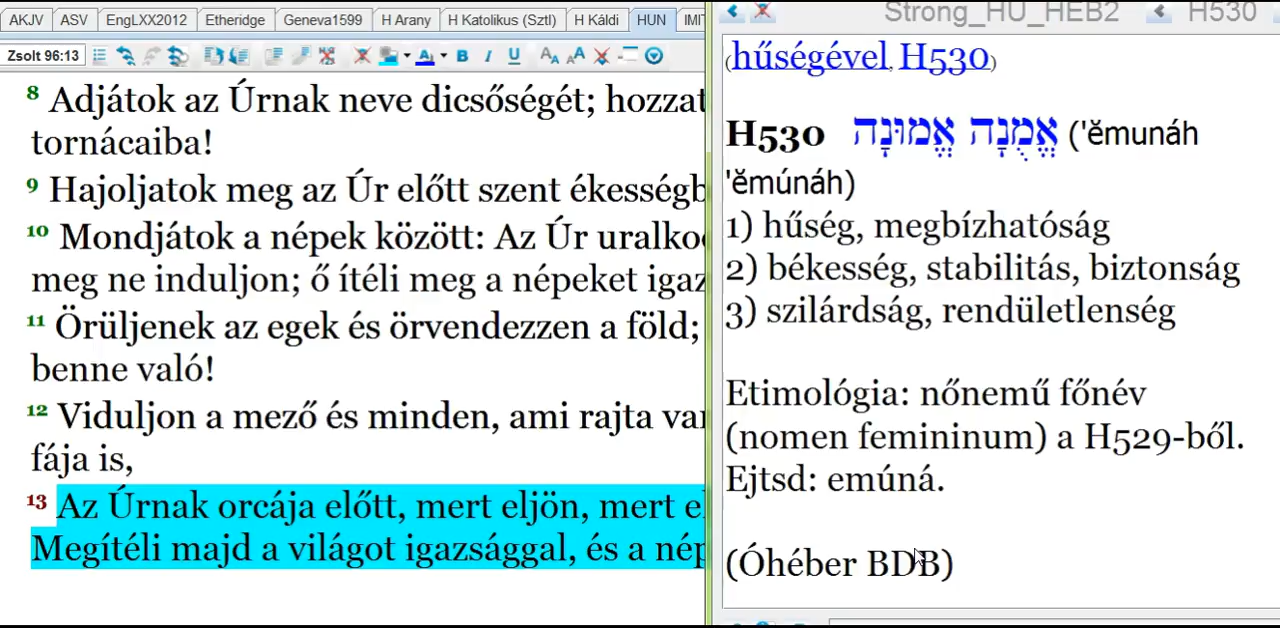 AKJV ASV EngLXX2012 Etheridge Geneva1599 H Arany H Katolikus (Sztl) H Káldi HUN IMIT
Zsolt 96:13
8 Adjátok az Úrnak neve dicsőségét; hozzat
tornácaiba!
9 Hajoljatok meg az Úr előtt szent ékességb
10 Mondjátok a népek között: Az Úr uralko
meg ne induljon; ő ítéli meg a népeket igaz
11 Örüljenek az egek és örvendezzen a föld;
benne való!
12 Viduljon a mező és minden, ami rajta va
fája is,
13 Az Úrnak orcája előtt, mert eljön, mert el
Megítéli majd a világot igazsággal, és a nép
Strong_HU_HEB2 H530
(hűségével, H530)
H530 אֱמֻנָה אֱמוּנָה ('ĕmunáh
'ĕmúnáh)
1) hűség, megbízhatóság
2) békesség, stabilitás, biztonság
3) szilárdság, rendületlenség
Etimológia: nőnemű főnév
(nomen femininum) a H529-ből.
Ejtsd: emúná.
(Óhéber BDB)